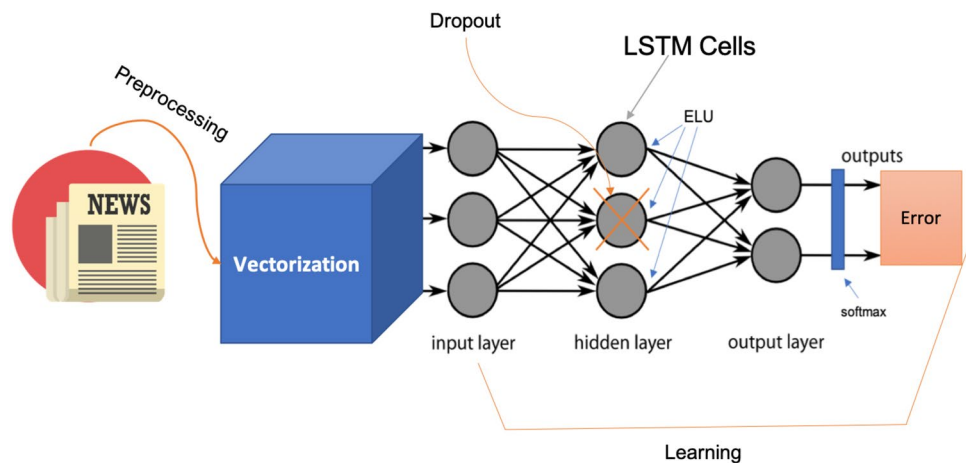 Dropout
LSTM Cells
Preprocessing
ELU
NEWS
outputs
Vectorization
Error
softmax
input layer
hidden layer
output layer
Learning